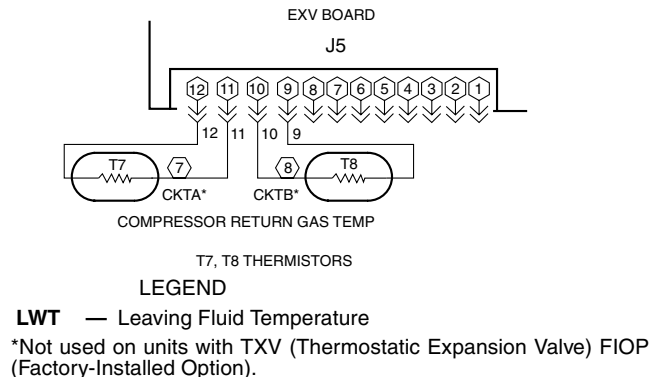 EXV BOARD
J5
12 11 10 9 8 7 6 5 4 3 2 1
12 11 10 9
T7 7 8 T8
CKTA* CKTB*
COMPRESSOR RETURN GAS TEMP
T7, T8 THERMISTORS
LEGEND
LWT — Leaving Fluid Temperature
*Not used on units with TXV (Thermostatic Expansion Valve) FIOP
(Factory-Installed Option).